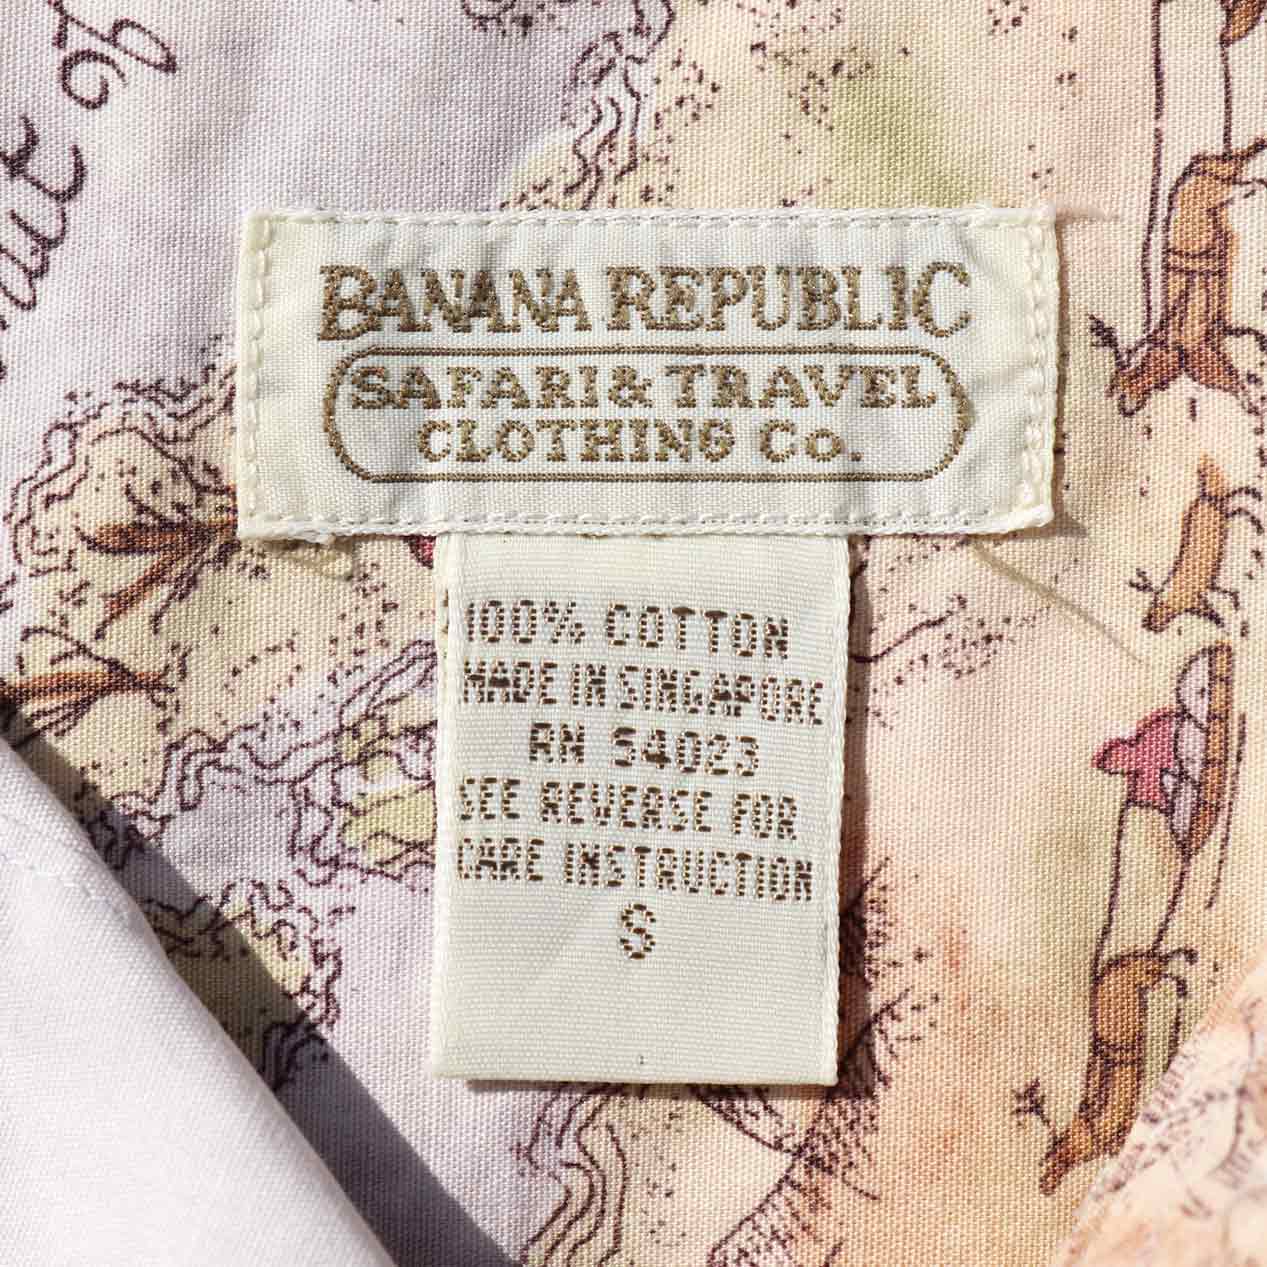 BANANA REPUBLIC
SAFARI & TRAVEL
CLOTHING Co.
100% COTTON
MADE IN SINGAPORE
RN 54023
SEE REVERSE FOR
CARE INSTRUCTION
S